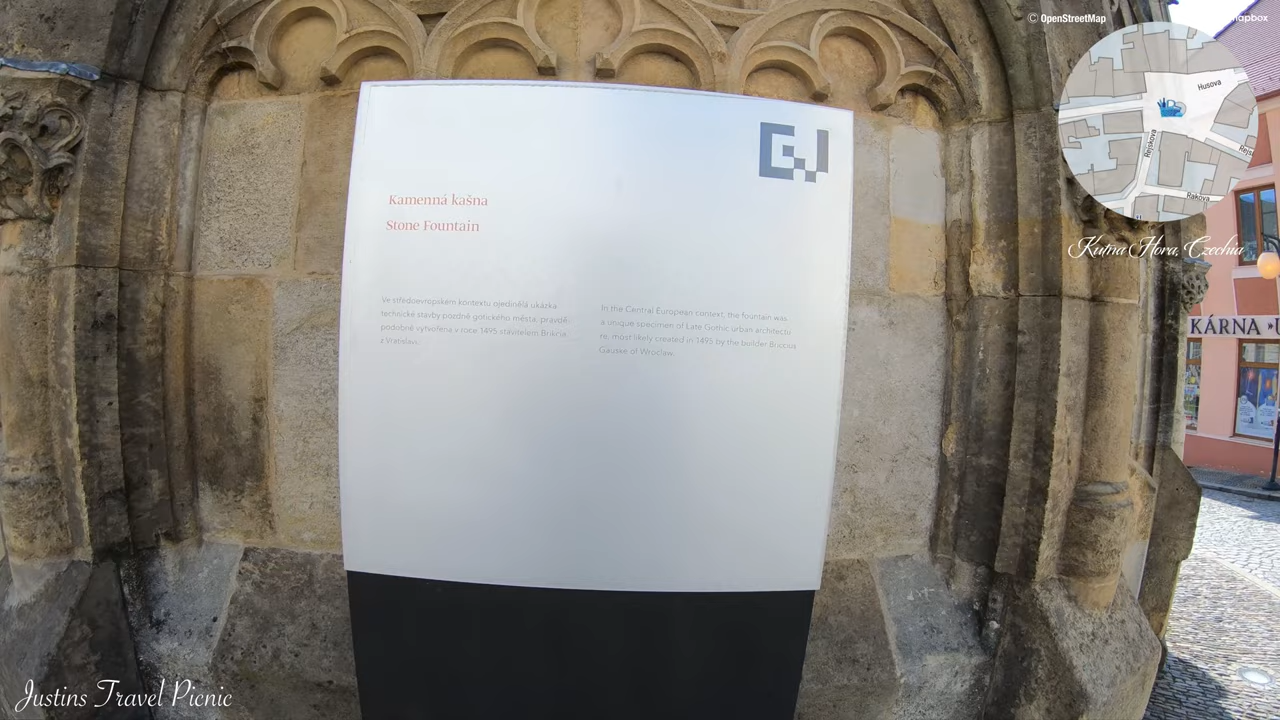 © OpenStreetMap
mapbox
Husova
Rejskova
Rejs
Rakova
Kutna Hora, Czechia
Kamenná kašna
Stone Fountain
Ve středoevropském kontextu ojedinělá ukázka
technické stavby pozdně gotického města, pravdě-
podobně vytvořena v roce 1495 stavitelem Brikcím
z Vratislavi.
In the Central European context, the fountain was
a unique specimen of Late Gothic urban architectu
re, most likely created in 1495 by the builder Briccius
Gauske of Wroclaw.
KÁRNA
Justins Travel Picnic